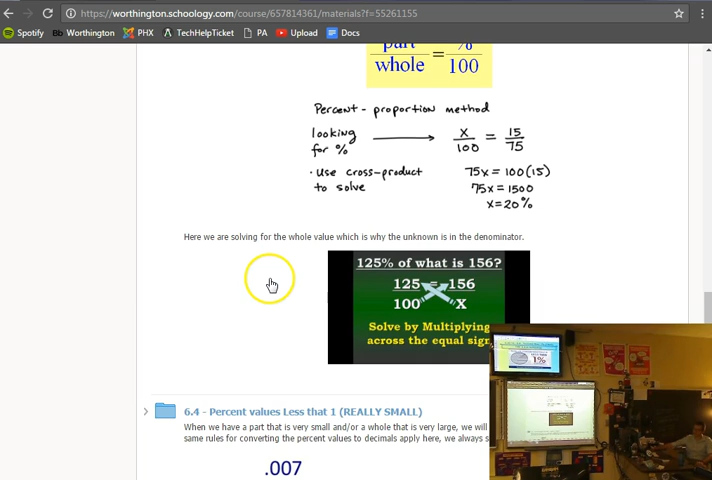 https://worthington.schoology.com/course/657814361/materials?f=55261155
Spotify Bb Worthington PHX TechHelpTicket PA Upload Docs
part %
whole = 100
Percent-proportion method
looking for %
x/100 = 15/75
· Use cross-product to solve
75x = 100(15)
75x = 1500
x = 20%
Here we are solving for the whole value which is why the unknown is in the denominator.
125% of what is 156?
125 = 156
100 X
Solve by Multiplying
across the equal sign
6.4 - Percent values Less that 1 (REALLY SMALL)
When we have a part that is very small and/or a whole that is very large, we will
same rules for converting the percent values to decimals apply here, we always s
.007
1%